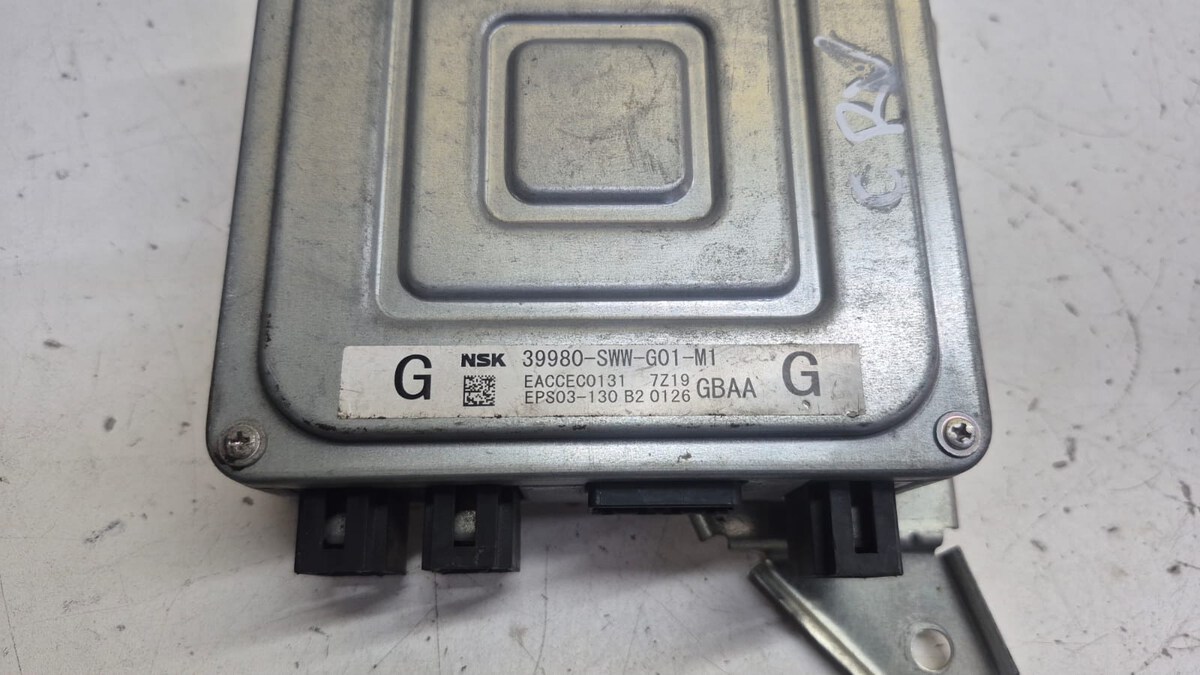 CRV
G NSK 39980-SWW-G01-M1 G
EACCEC0131 7Z19 GBAA
EPS03-130 B2 0126